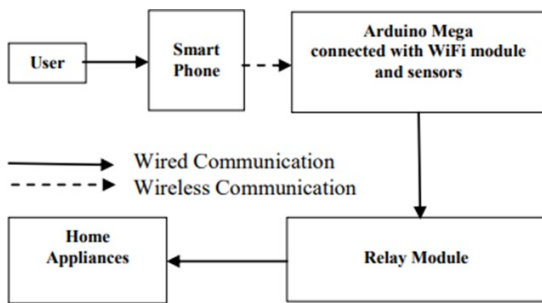 User
Smart
Phone
Arduino Mega
connected with WiFi module
and sensors
Wired Communication
Wireless Communication
Home
Appliances
Relay Module